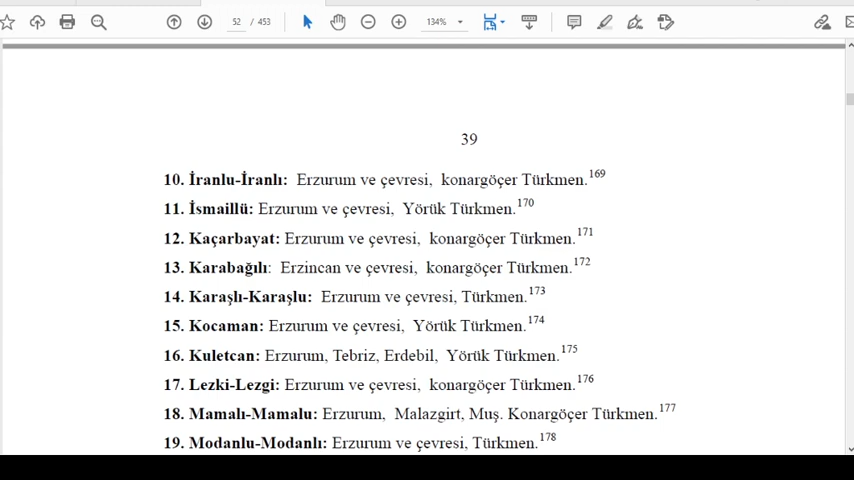 52 / 453
134%
39
10. İranlu-İranlı: Erzurum ve çevresi, konargöçer Türkmen.169
11. İsmaillü: Erzurum ve çevresi, Yörük Türkmen.170
12. Kaçarbayat: Erzurum ve çevresi, konargöçer Türkmen.171
13. Karabağılı: Erzincan ve çevresi, konargöçer Türkmen.172
14. Karaşlı-Karaşlu: Erzurum ve çevresi, Türkmen.173
15. Kocaman: Erzurum ve çevresi, Yörük Türkmen.174
16. Kuletcan: Erzurum, Tebriz, Erdebil, Yörük Türkmen.175
17. Lezki-Lezgi: Erzurum ve çevresi, konargöçer Türkmen.176
18. Mamalı-Mamalu: Erzurum, Malazgirt, Muş. Konargöçer Türkmen.177
19. Modanlu-Modanlı: Erzurum ve çevresi, Türkmen.178